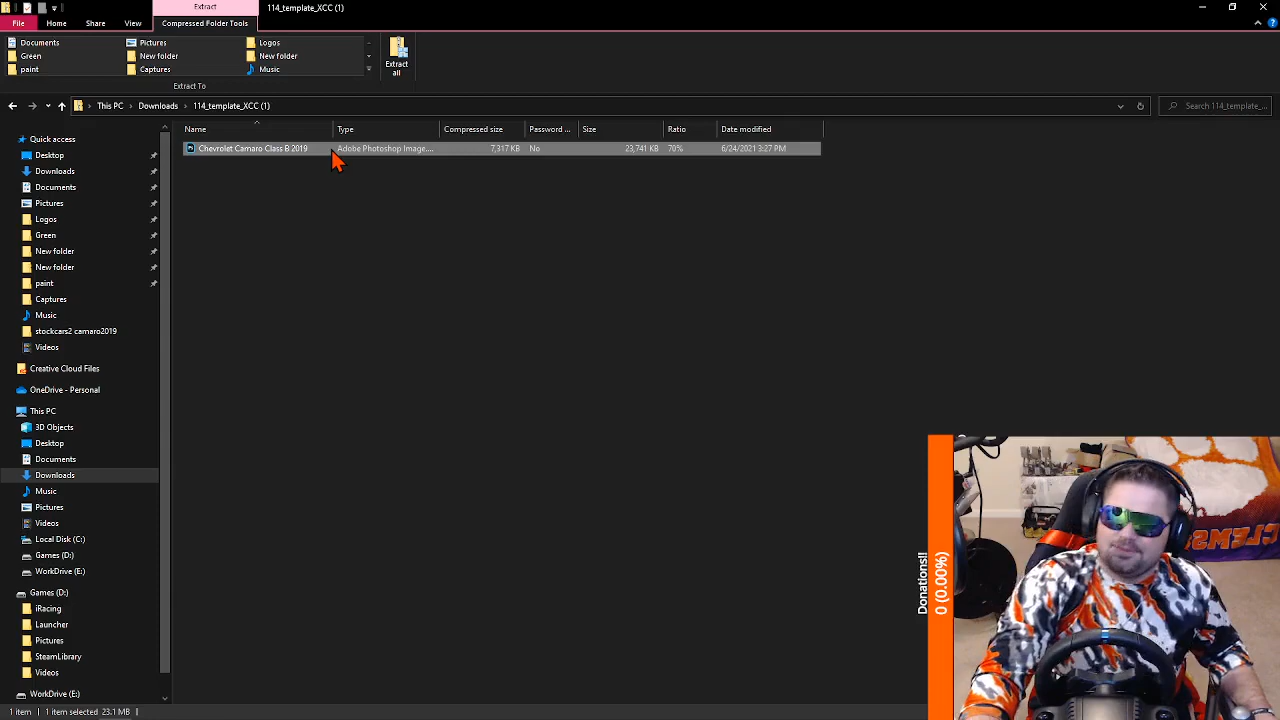 Extract
114_template_XCC (1)
File
Home
Share
View
Compressed Folder Tools
Documents
Pictures
Logos
Green
New folder
New folder
paint
Captures
Music
Extract all
Extract To
This PC
Downloads
114_template_XCC (1)
Search 114_template_...
Name
Type
Compressed size
Password ...
Size
Ratio
Date modified
Chevrolet Camaro Class B 2019
Adobe Photoshop Image....
7,317 KB
No
23,741 KB
70%
6/24/2021 3:27 PM
Quick access
Desktop
Downloads
Documents
Pictures
Logos
Green
New folder
New folder
paint
Captures
Music
stockcars2 camaro2019
Videos
Creative Cloud Files
OneDrive - Personal
This PC
3D Objects
Desktop
Documents
Downloads
Music
Pictures
Videos
Local Disk (C:)
Games (D:)
WorkDrive (E:)
Games (D:)
iRacing
Launcher
Pictures
SteamLibrary
Videos
WorkDrive (E:)
1 item
1 item selected 23.1 MB
Donations!!
0 (0.00%)
CLEMS